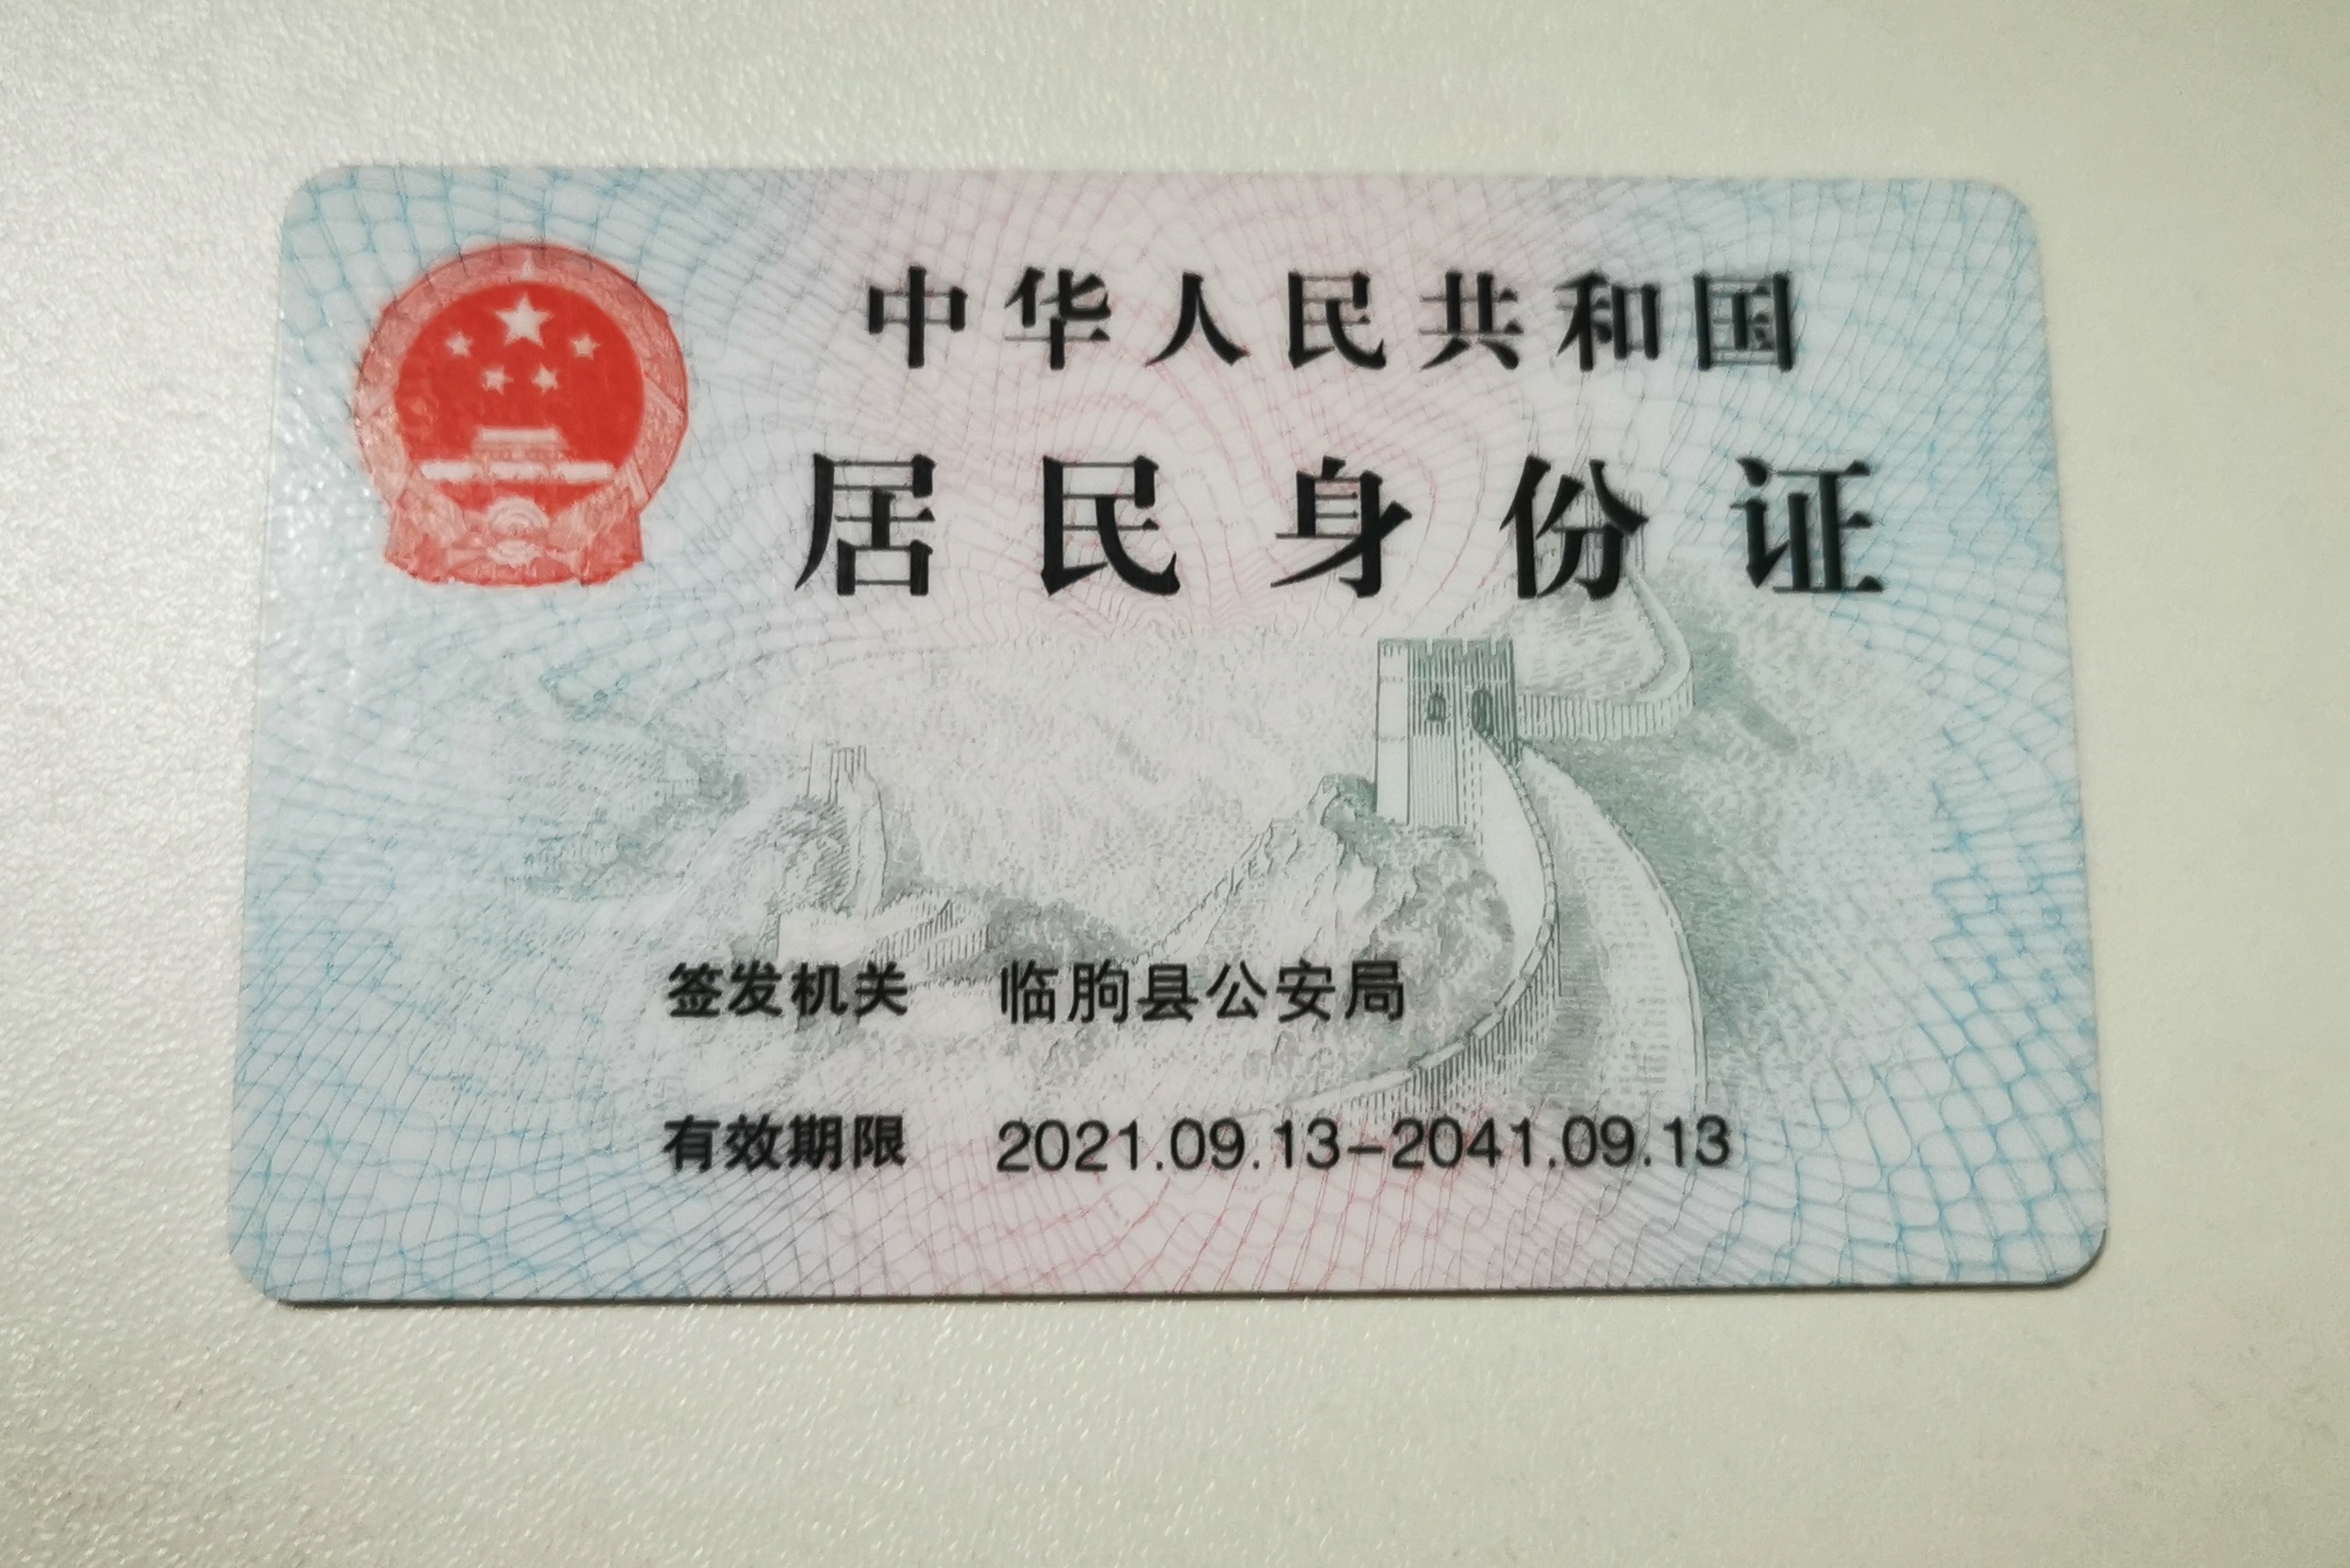 中华人民共和国
居民身份证
签发机关 临朐县公安局
有效期限 2021.09.13-2041.09.13